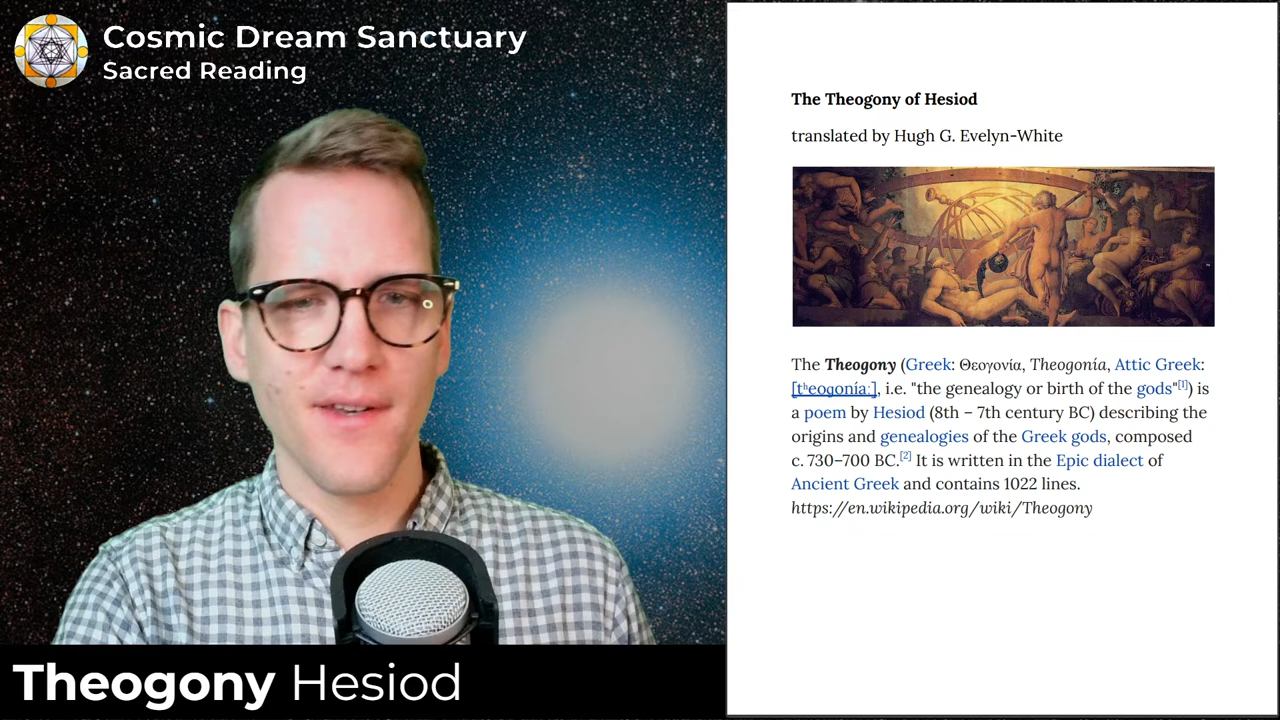 Cosmic Dream Sanctuary
Sacred Reading
The Theogony of Hesiod
translated by Hugh G. Evelyn-White
The Theogony (Greek: Θεογονία, Theogonía, Attic Greek:
[tʰeoɡoníaː], i.e. "the genealogy or birth of the gods"[1]) is
a poem by Hesiod (8th – 7th century BC) describing the
origins and genealogies of the Greek gods, composed
c. 730–700 BC.[2] It is written in the Epic dialect of
Ancient Greek and contains 1022 lines.
https://en.wikipedia.org/wiki/Theogony
Theogony Hesiod